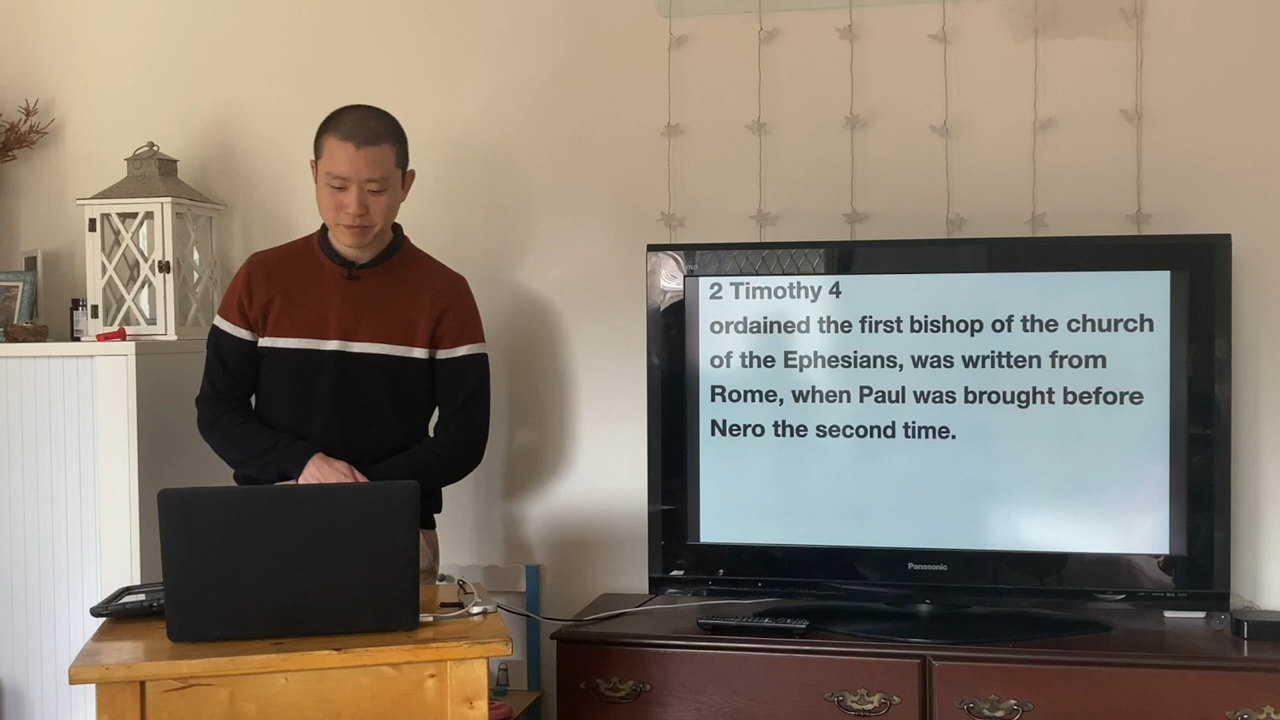 2 Timothy 4
ordained the first bishop of the church
of the Ephesians, was written from
Rome, when Paul was brought before
Nero the second time.
Panasonic